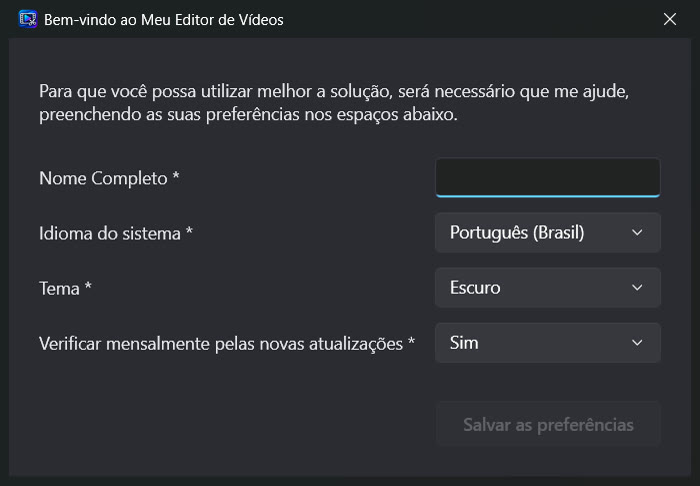 Bem-vindo ao Meu Editor de Vídeos
Para que você possa utilizar melhor a solução, será necessário que me ajude,
preenchendo as suas preferências nos espaços abaixo.
Nome Completo *
Idioma do sistema * Português (Brasil)
Tema * Escuro
Verificar mensalmente pelas novas atualizações * Sim
Salvar as preferências